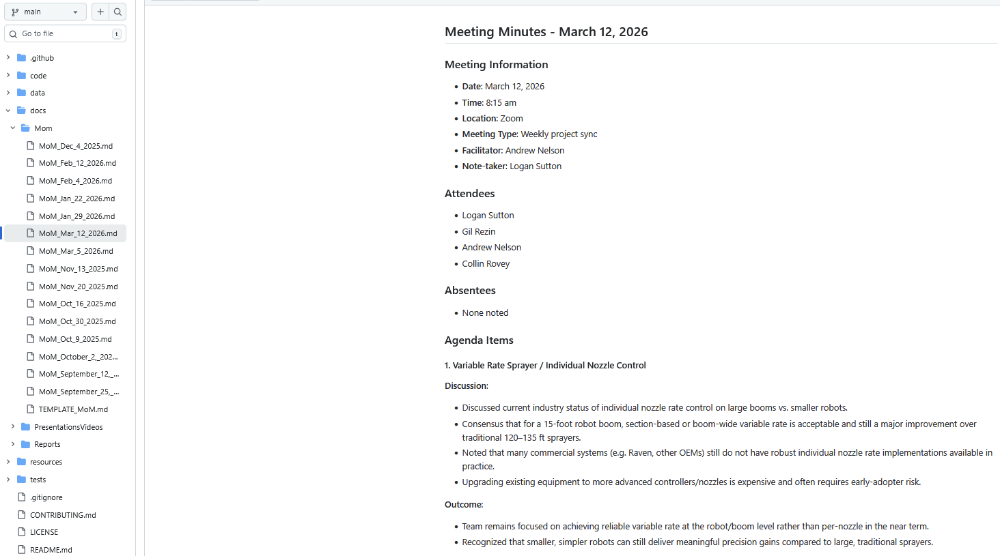 main
Go to file
t
.github
code
data
docs
Mom
MoM_Dec_4_2025.md
MoM_Feb_12_2026.md
MoM_Feb_4_2026.md
MoM_Jan_22_2026.md
MoM_Jan_29_2026.md
MoM_Mar_12_2026.md
MoM_Mar_5_2026.md
MoM_Nov_13_2025.md
MoM_Nov_20_2025.md
MoM_Oct_16_2025.md
MoM_Oct_30_2025.md
MoM_Oct_9_2025.md
MoM_October_2,_202...
MoM_September_12,_...
MoM_September_25,_...
TEMPLATE_MoM.md
PresentationsVideos
Reports
resources
tests
.gitignore
CONTRIBUTING.md
LICENSE
README.md
Meeting Minutes - March 12, 2026
Meeting Information
• Date: March 12, 2026
• Time: 8:15 am
• Location: Zoom
• Meeting Type: Weekly project sync
• Facilitator: Andrew Nelson
• Note-taker: Logan Sutton
Attendees
• Logan Sutton
• Gil Rezin
• Andrew Nelson
• Collin Rovey
Absentees
• None noted
Agenda Items
1. Variable Rate Sprayer / Individual Nozzle Control
Discussion:
• Discussed current industry status of individual nozzle rate control on large booms vs. smaller robots.
• Consensus that for a 15-foot robot boom, section-based or boom-wide variable rate is acceptable and still a major improvement over
traditional 120–135 ft sprayers.
• Noted that many commercial systems (e.g. Raven, other OEMs) still do not have robust individual nozzle rate implementations available in
practice.
• Upgrading existing equipment to more advanced controllers/nozzles is expensive and often requires early-adopter risk.
Outcome:
• Team remains focused on achieving reliable variable rate at the robot/boom level rather than per-nozzle in the near term.
• Recognized that smaller, simpler robots can still deliver meaningful precision gains compared to large, traditional sprayers.